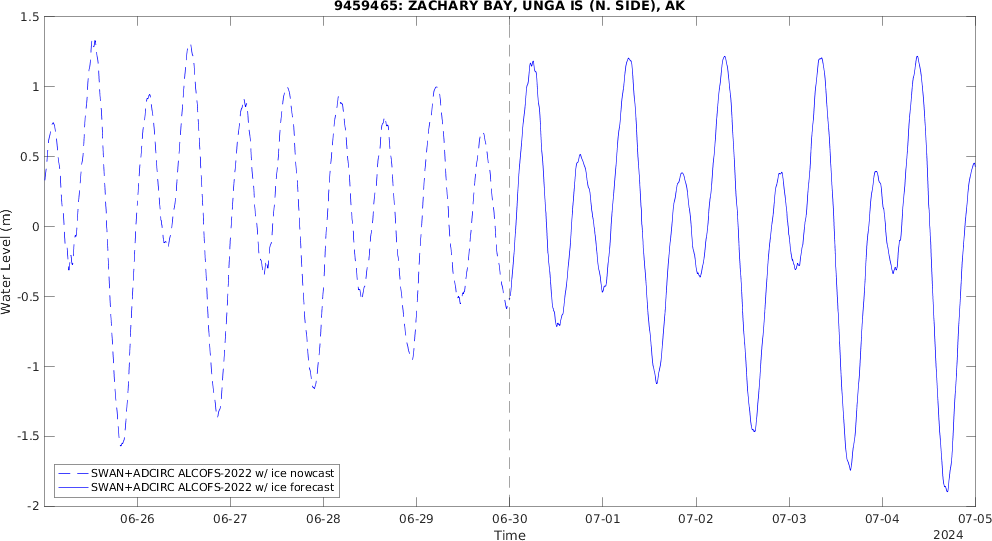 9459465: ZACHARY BAY, UNGA IS (N. SIDE), AK
Water Level (m)
1.5
1
0.5
0
-0.5
-1
-1.5
-2
SWAN+ADCIRC ALCOFS-2022 w/ ice nowcast
SWAN+ADCIRC ALCOFS-2022 w/ ice forecast
06-26 06-27 06-28 06-29 06-30 07-01 07-02 07-03 07-04 07-05
Time
2024